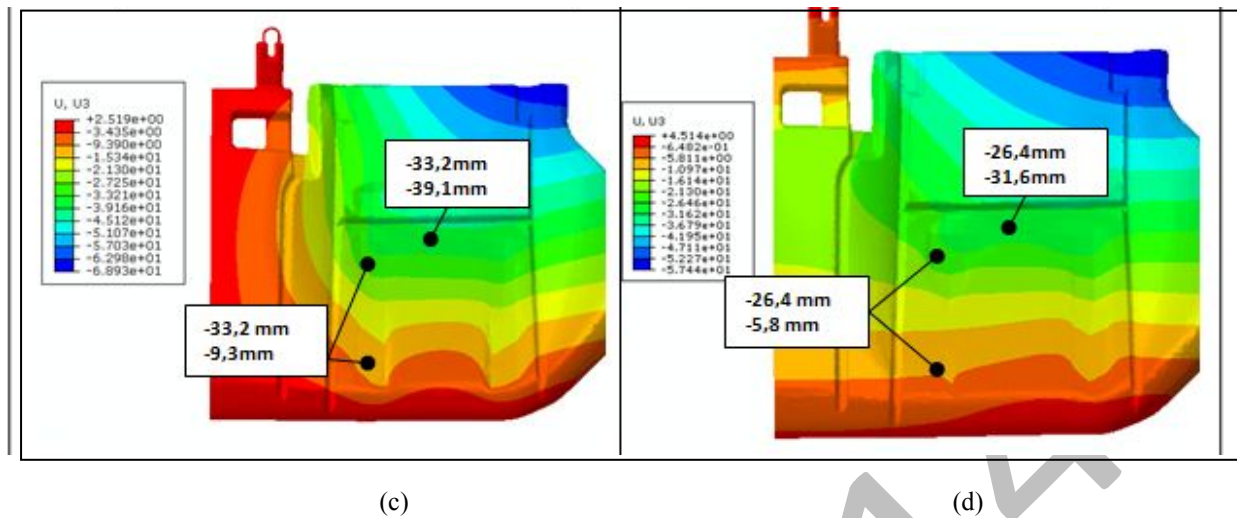 U, U3
+2.519e+00
-3.435e+00
-9.390e+00
-1.534e+01
-2.130e+01
-2.725e+01
-3.321e+01
-3.916e+01
-4.512e+01
-5.107e+01
-5.703e+01
-6.298e+01
-6.893e+01
-33,2mm
-39,1mm
-33,2 mm
-9,3mm
U, U3
+4.514e+00
-6.482e-01
-5.811e+00
-1.097e+01
-1.614e+01
-2.130e+01
-2.646e+01
-3.162e+01
-3.679e+01
-4.195e+01
-4.711e+01
-5.227e+01
-5.744e+01
-26,4mm
-31,6mm
-26,4 mm
-5,8 mm
(c)
(d)